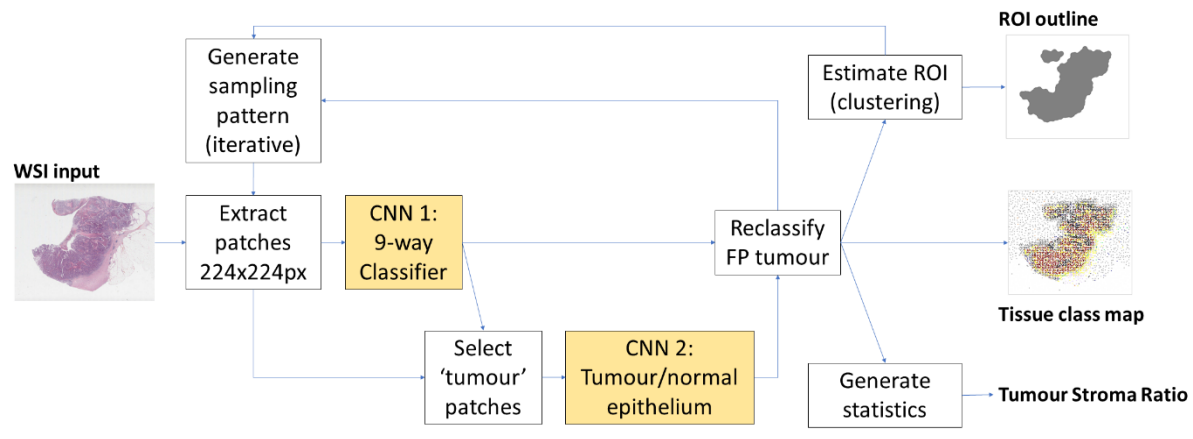 ROI outline
Generate
sampling
pattern
(iterative)
Estimate ROI
(clustering)
WSI input
Extract
patches
224x224px
CNN 1:
9-way
Classifier
Reclassify
FP tumour
Tissue class map
Select
‘tumour’
patches
CNN 2:
Tumour/normal
epithelium
Generate
statistics
Tumour Stroma Ratio